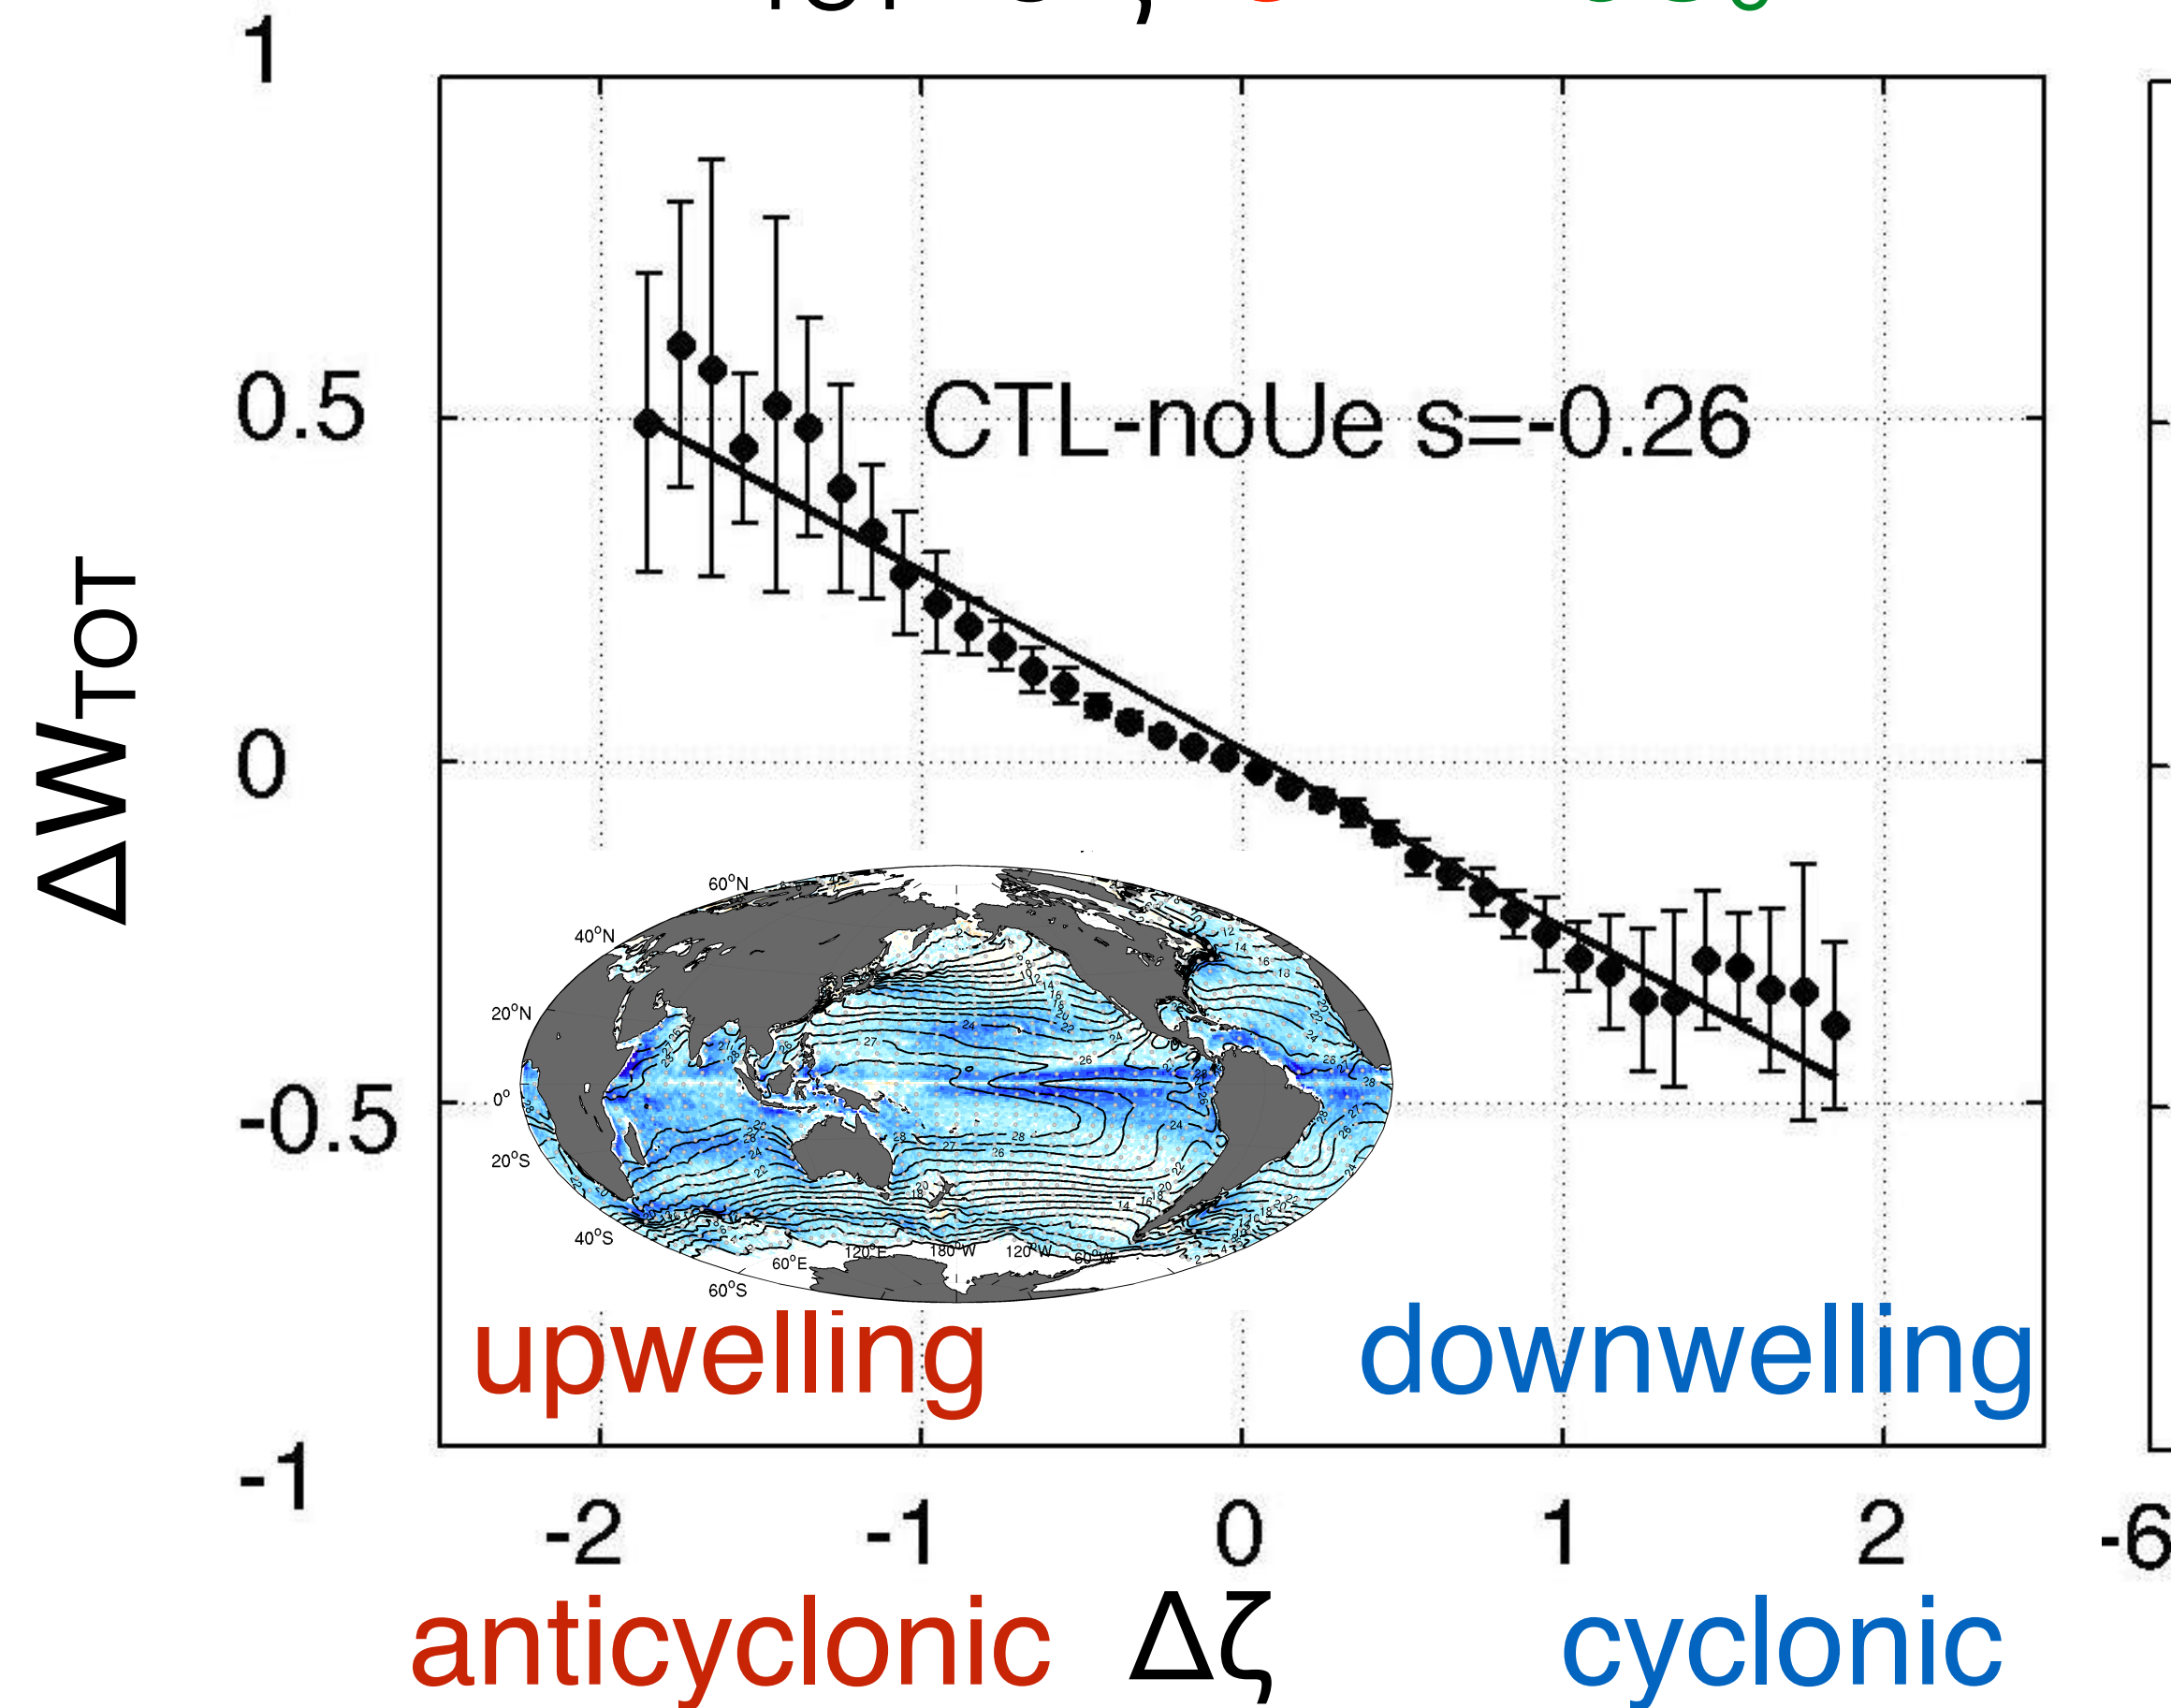 1
0.5
0
-0.5
-1
ΔW_TOT
CTL-noUe s=-0.26
60°N
40°N
20°N
0°
20°S
40°S
60°S
60°E
120°E
180°W
120°W
60°W
upwelling
downwelling
-2
-1
0
1
2
-6
anticyclonic Δζ cyclonic